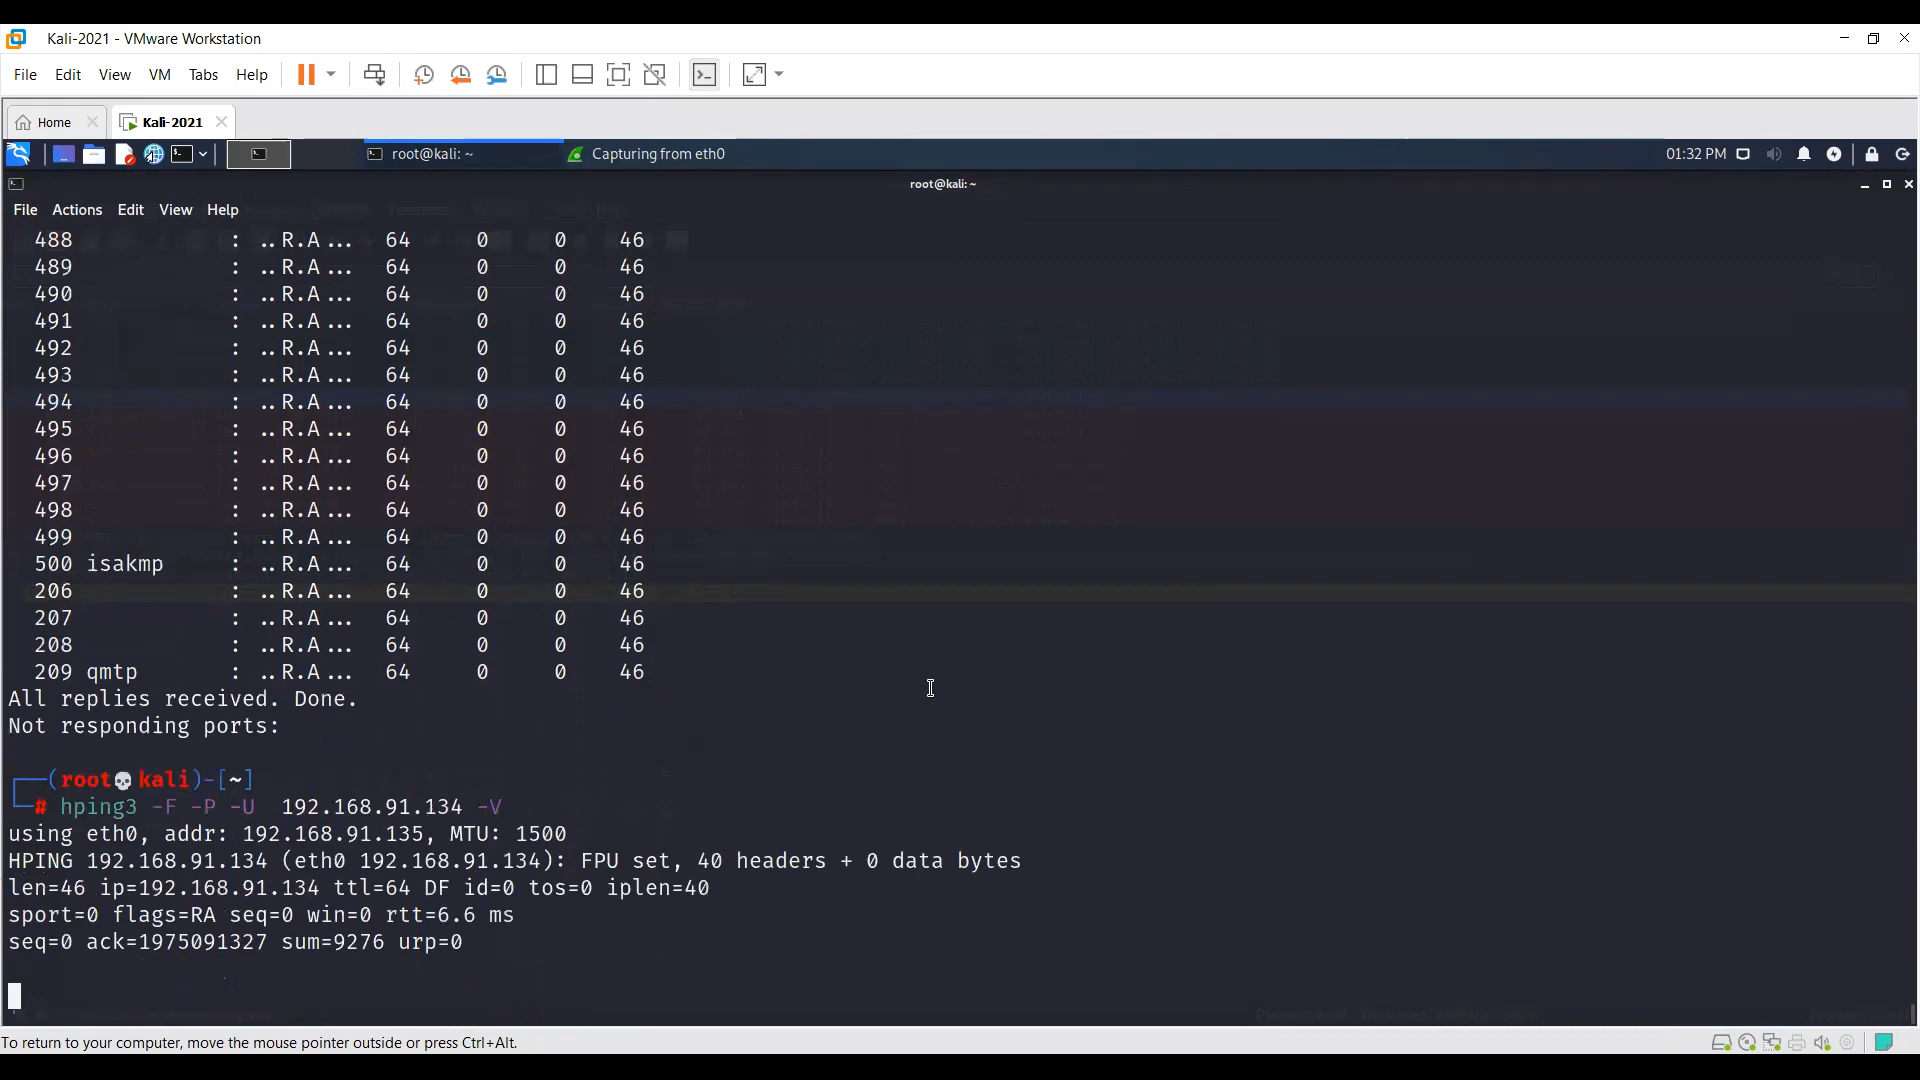 Kali-2021 - VMware Workstation
File Edit View VM Tabs Help
Home Kali-2021
root@kali: ~ Capturing from eth0 01:32 PM
root@kali: ~
File Actions Edit View Help
488 : ..R.A... 64 0 0 46
489 : ..R.A... 64 0 0 46
490 : ..R.A... 64 0 0 46
491 : ..R.A... 64 0 0 46
492 : ..R.A... 64 0 0 46
493 : ..R.A... 64 0 0 46
494 : ..R.A... 64 0 0 46
495 : ..R.A... 64 0 0 46
496 : ..R.A... 64 0 0 46
497 : ..R.A... 64 0 0 46
498 : ..R.A... 64 0 0 46
499 : ..R.A... 64 0 0 46
500 isakmp : ..R.A... 64 0 0 46
206 : ..R.A... 64 0 0 46
207 : ..R.A... 64 0 0 46
208 : ..R.A... 64 0 0 46
209 qmtp : ..R.A... 64 0 0 46
All replies received. Done.
Not responding ports:
(root💀kali)-[~]
# hping3 -F -P -U 192.168.91.134 -V
using eth0, addr: 192.168.91.135, MTU: 1500
HPING 192.168.91.134 (eth0 192.168.91.134): FPU set, 40 headers + 0 data bytes
len=46 ip=192.168.91.134 ttl=64 DF id=0 tos=0 iplen=40
sport=0 flags=RA seq=0 win=0 rtt=6.6 ms
seq=0 ack=1975091327 sum=9276 urp=0
To return to your computer, move the mouse pointer outside or press Ctrl+Alt.